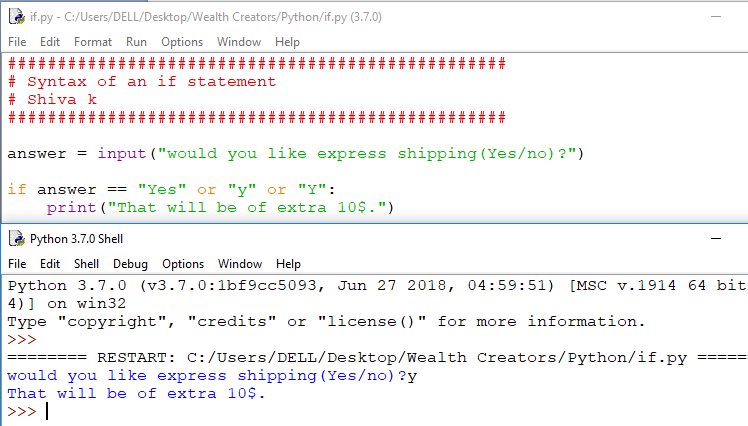 if.py - C:/Users/DELL/Desktop/Wealth Creators/Python/if.py (3.7.0)
File Edit Format Run Options Window Help
##################################################
# Syntax of an if statement
# Shiva k
##################################################
answer = input("would you like express shipping(Yes/no)?")
if answer == "Yes" or "y" or "Y":
    print("That will be of extra 10$.")
Python 3.7.0 Shell
File Edit Shell Debug Options Window Help
Python 3.7.0 (v3.7.0:1bf9cc5093, Jun 27 2018, 04:59:51) [MSC v.1914 64 bit
4)] on win32
Type "copyright", "credits" or "license()" for more information.
>>>
======== RESTART: C:/Users/DELL/Desktop/Wealth Creators/Python/if.py =====
would you like express shipping(Yes/no)?y
That will be of extra 10$.
>>>